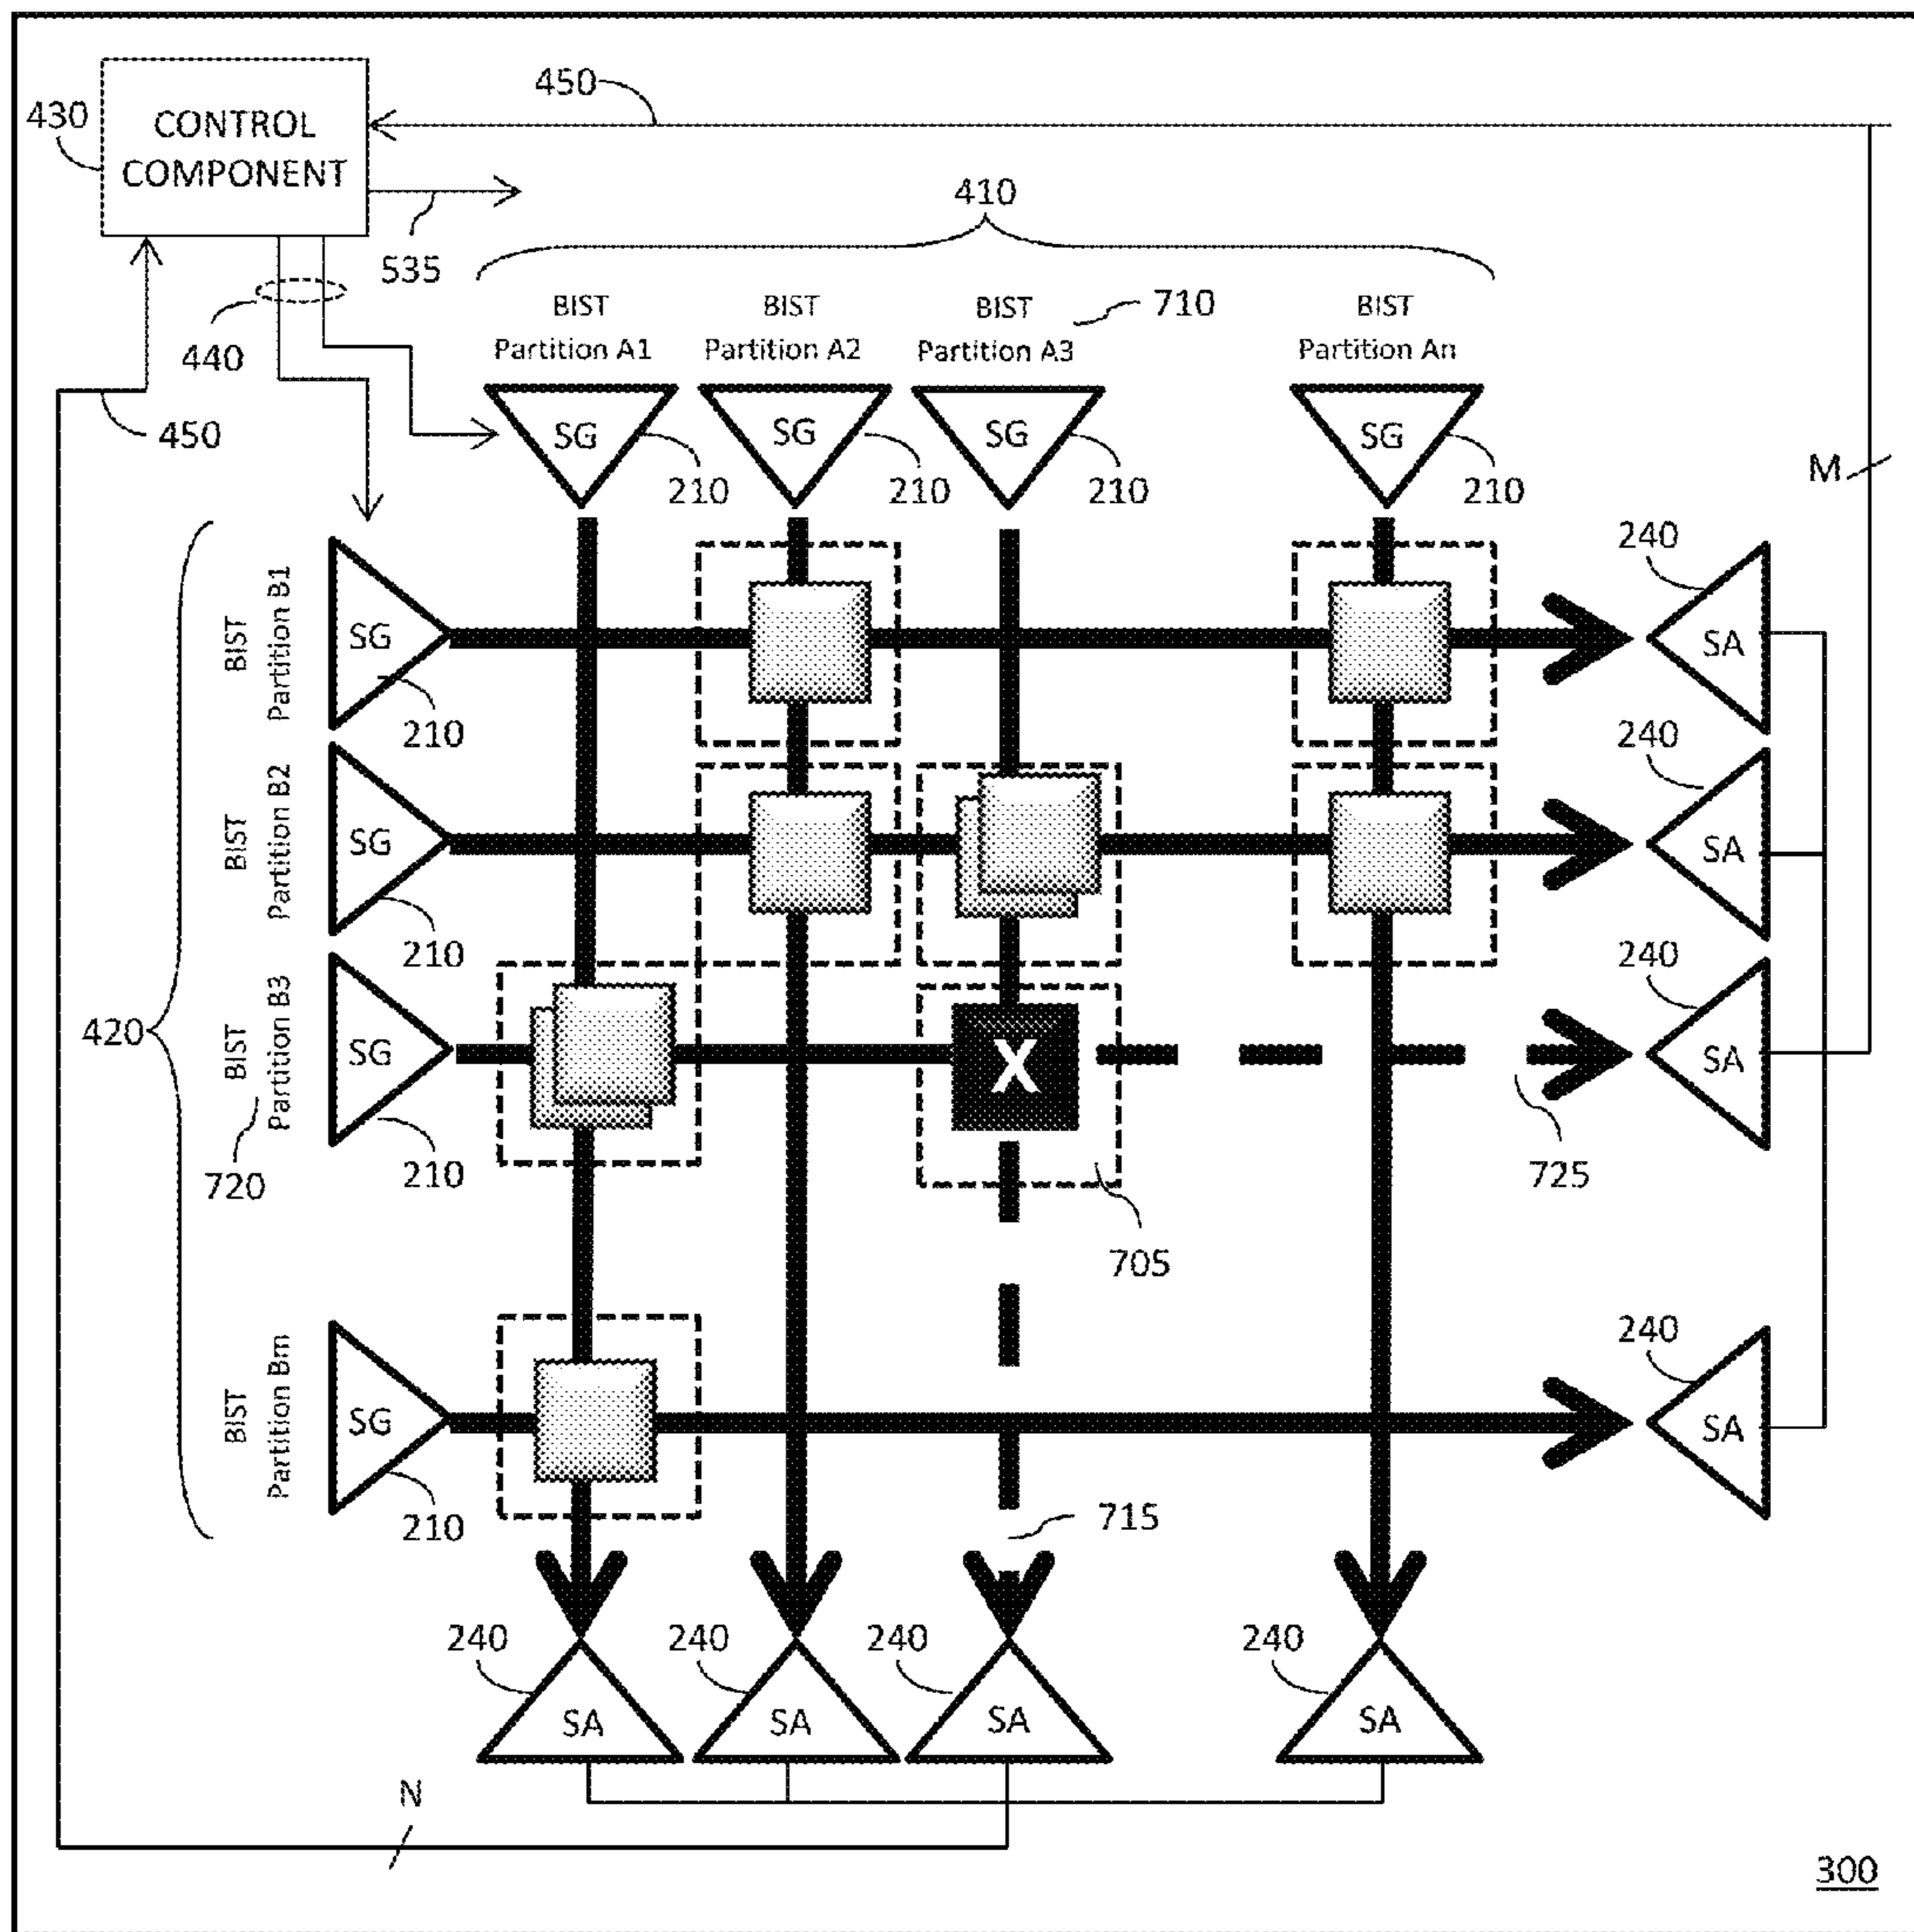 450
430
CONTROL
COMPONENT
410
535
440
450
BIST
Partition A1
BIST
Partition A2
BIST
Partition A3
710
BIST
Partition An
SG
SG
SG
SG
210
210
210
210
M
240
BIST
Partition B1
SG
210
SA
240
BIST
Partition B2
SG
210
SA
240
420
BIST
Partition B3
720
SG
210
X
SA
725
705
240
BIST
Partition Bm
SG
210
SA
715
240
240
240
240
SA
SA
SA
SA
N
300